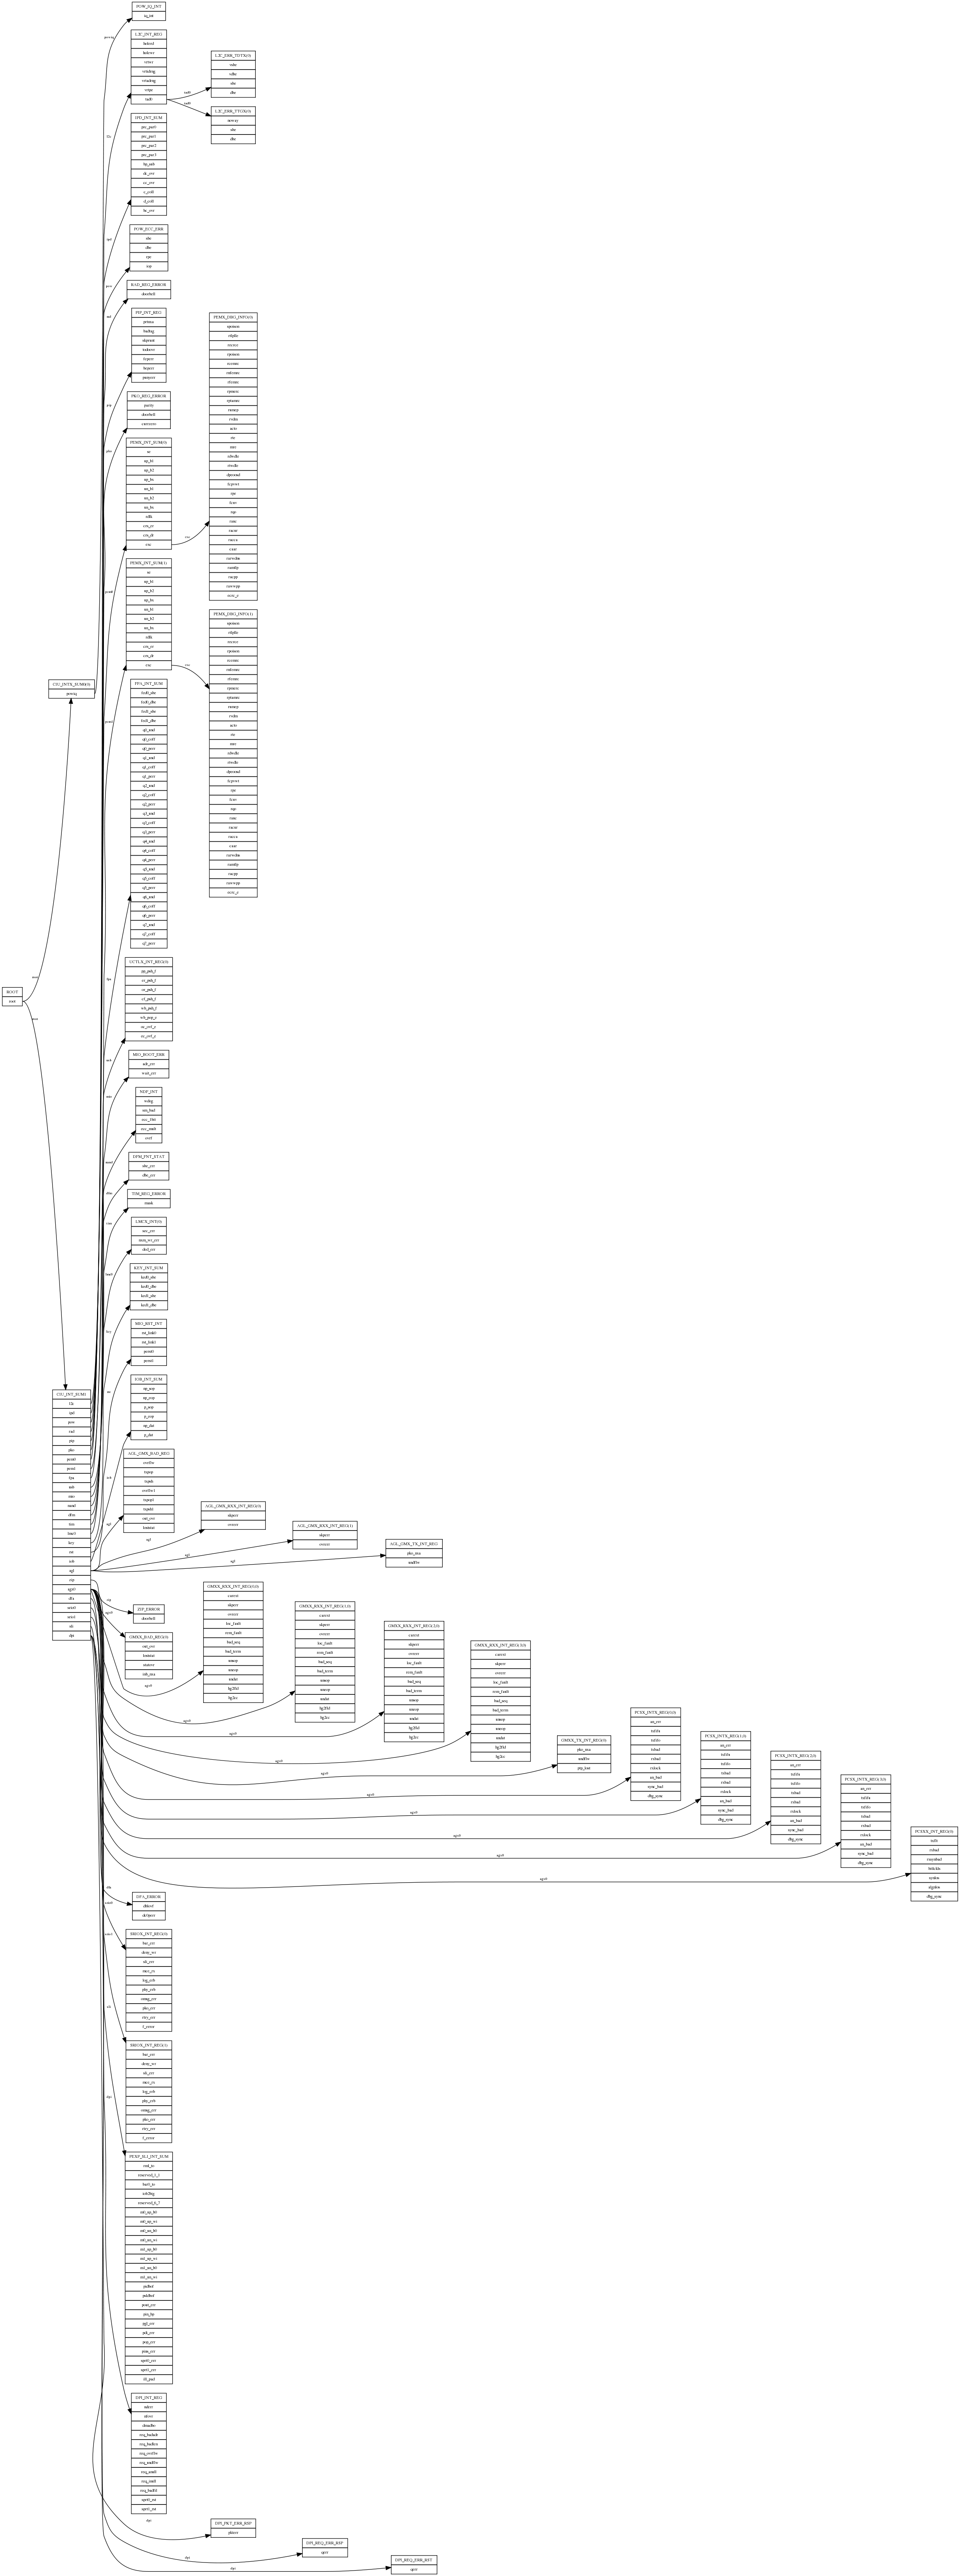 POW_IQ_INT
iq_int
L2C_INT_REG
holerd
holewr
vrtwr
vrtidrng
vrtadrng
vrtpe
tad0
L2C_ERR_TDTX(0)
vsbe
vdbe
sbe
dbe
L2C_ERR_TTGX(0)
noway
sbe
dbe
IPD_INT_SUM
prc_par0
prc_par1
prc_par2
prc_par3
bp_sub
dc_ovr
cc_ovr
c_coll
d_coll
bc_ovr
POW_ECC_ERR
sbe
dbe
rpe
iop
RAD_REG_ERROR
doorbell
PIP_INT_REG
prtnxa
badtag
skprunt
todoovr
feperr
beperr
punyerr
PKO_REG_ERROR
parity
doorbell
currzero
PEMX_INT_SUM(0)
se
up_b1
up_b2
up_bx
un_b1
un_b2
un_bx
rdlk
crs_er
crs_dr
exc
PEMX_DBG_INFO(0)
spoison
rtlplle
recrce
rpoison
rcemrc
rnfemrc
rfemrc
rpmerc
rptamrc
rumep
rvdm
acto
rte
mre
rdwdle
rtwdle
dpeoosd
fcpvwt
rpe
fcuv
rqo
rauc
racur
racca
caar
rarwdns
ramtlp
racpp
rawwpp
ecrc_e
PEMX_INT_SUM(1)
se
up_b1
up_b2
up_bx
un_b1
un_b2
un_bx
rdlk
crs_er
crs_dr
exc
PEMX_DBG_INFO(1)
spoison
rtlplle
recrce
rpoison
rcemrc
rnfemrc
rfemrc
rpmerc
rptamrc
rumep
rvdm
acto
rte
mre
rdwdle
rtwdle
dpeoosd
fcpvwt
rpe
fcuv
rqo
rauc
racur
racca
caar
rarwdns
ramtlp
racpp
rawwpp
ecrc_e
CIU_INTX_SUM0(0)
powiq
FPA_INT_SUM
fed0_sbe
fed0_dbe
fed1_sbe
fed1_dbe
q0_und
q0_coff
q0_perr
q1_und
q1_coff
q1_perr
q2_und
q2_coff
q2_perr
q3_und
q3_coff
q3_perr
q4_und
q4_coff
q4_perr
q5_und
q5_coff
q5_perr
q6_und
q6_coff
q6_perr
q7_und
q7_coff
q7_perr
UCTLX_INT_REG(0)
pp_psh_f
er_psh_f
or_psh_f
cf_psh_f
wb_psh_f
wb_pop_e
oc_ovf_e
ec_ovf_e
ROOT
root
MIO_BOOT_ERR
adr_err
wait_err
NDF_INT
wdog
sm_bad
ecc_1bit
ecc_mult
ovrf
DFM_FNT_STAT
sbe_err
dbe_err
TIM_REG_ERROR
mask
LMCX_INT(0)
sec_err
nxm_wr_err
ded_err
KEY_INT_SUM
ked0_sbe
ked0_dbe
ked1_sbe
ked1_dbe
MIO_RST_INT
rst_link0
rst_link1
perst0
perst1
IOB_INT_SUM
np_sop
np_eop
p_sop
p_eop
np_dat
p_dat
CIU_INT_SUM1
l2c
ipd
pow
rad
pip
pko
pem0
pem1
fpa
usb
mio
nand
dfm
tim
lmc0
key
rst
iob
agl
zip
agx0
dfa
srio0
srio1
sli
dpi
AGL_GMX_BAD_REG
ovrflw
txpop
txpsh
ovrflw1
txpop1
txpsh1
out_ovr
loststat
AGL_GMX_RXX_INT_REG(0)
skperr
ovrerr
AGL_GMX_RXX_INT_REG(1)
skperr
ovrerr
AGL_GMX_TX_INT_REG
pko_nxa
undflw
ZIP_ERROR
doorbell
GMXX_BAD_REG(0)
out_ovr
loststat
statovr
inb_nxa
GMXX_RXX_INT_REG(0,0)
carext
skperr
ovrerr
loc_fault
rem_fault
bad_seq
bad_term
unsop
uneop
undat
hg2fld
hg2cc
GMXX_RXX_INT_REG(1,0)
carext
skperr
ovrerr
loc_fault
rem_fault
bad_seq
bad_term
unsop
uneop
undat
hg2fld
hg2cc
GMXX_RXX_INT_REG(2,0)
carext
skperr
ovrerr
loc_fault
rem_fault
bad_seq
bad_term
unsop
uneop
undat
hg2fld
hg2cc
GMXX_RXX_INT_REG(3,0)
carext
skperr
ovrerr
loc_fault
rem_fault
bad_seq
bad_term
unsop
uneop
undat
hg2fld
hg2cc
GMXX_TX_INT_REG(0)
pko_nxa
undflw
ptp_lost
PCSX_INTX_REG(0,0)
an_err
txfifu
txfifo
txbad
rxbad
rxlock
an_bad
sync_bad
dbg_sync
PCSX_INTX_REG(1,0)
an_err
txfifu
txfifo
txbad
rxbad
rxlock
an_bad
sync_bad
dbg_sync
PCSX_INTX_REG(2,0)
an_err
txfifu
txfifo
txbad
rxbad
rxlock
an_bad
sync_bad
dbg_sync
PCSX_INTX_REG(3,0)
an_err
txfifu
txfifo
txbad
rxbad
rxlock
an_bad
sync_bad
dbg_sync
PCSXX_INT_REG(0)
txflt
rxbad
rxsynbad
bitlckls
synlos
algnlos
dbg_sync
DFA_ERROR
dblovf
dc0perr
SRIOX_INT_REG(0)
bar_err
deny_wr
sli_err
mce_rx
log_erb
phy_erb
omsg_err
pko_err
rtry_err
f_error
SRIOX_INT_REG(1)
bar_err
deny_wr
sli_err
mce_rx
log_erb
phy_erb
omsg_err
pko_err
rtry_err
f_error
PEXP_SLI_INT_SUM
rml_to
reserved_1_1
bar0_to
iob2big
reserved_6_7
m0_up_b0
m0_up_wi
m0_un_b0
m0_un_wi
m1_up_b0
m1_up_wi
m1_un_b0
m1_un_wi
pidbof
psldbof
pout_err
pin_bp
pgl_err
pdi_err
pop_err
pins_err
sprt0_err
sprt1_err
ill_pad
DPI_INT_REG
nderr
nfovr
dmadbo
req_badadr
req_badlen
req_ovrflw
req_undflw
req_anull
req_inull
req_badfil
sprt0_rst
sprt1_rst
DPI_PKT_ERR_RSP
pkterr
DPI_REQ_ERR_RSP
qerr
DPI_REQ_ERR_RST
qerr